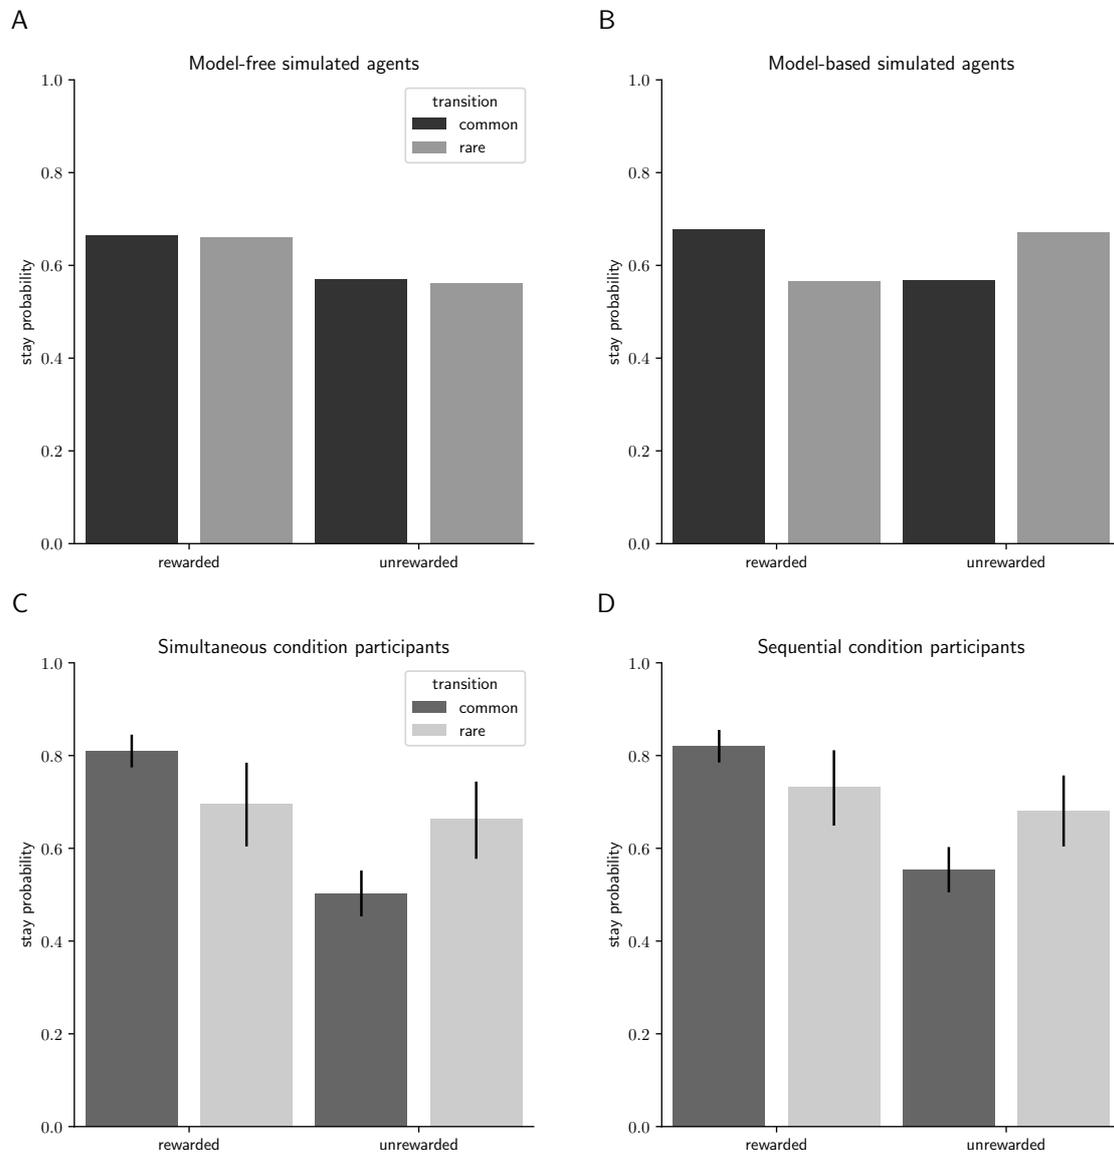 A
Model-free simulated agents
1.0
0.8
0.6
0.4
0.2
0.0
stay probability
transition
common
rare
rewarded
unrewarded
B
Model-based simulated agents
1.0
0.8
0.6
0.4
0.2
0.0
stay probability
rewarded
unrewarded
C
Simultaneous condition participants
1.0
0.8
0.6
0.4
0.2
0.0
stay probability
transition
common
rare
rewarded
unrewarded
D
Sequential condition participants
1.0
0.8
0.6
0.4
0.2
0.0
stay probability
rewarded
unrewarded